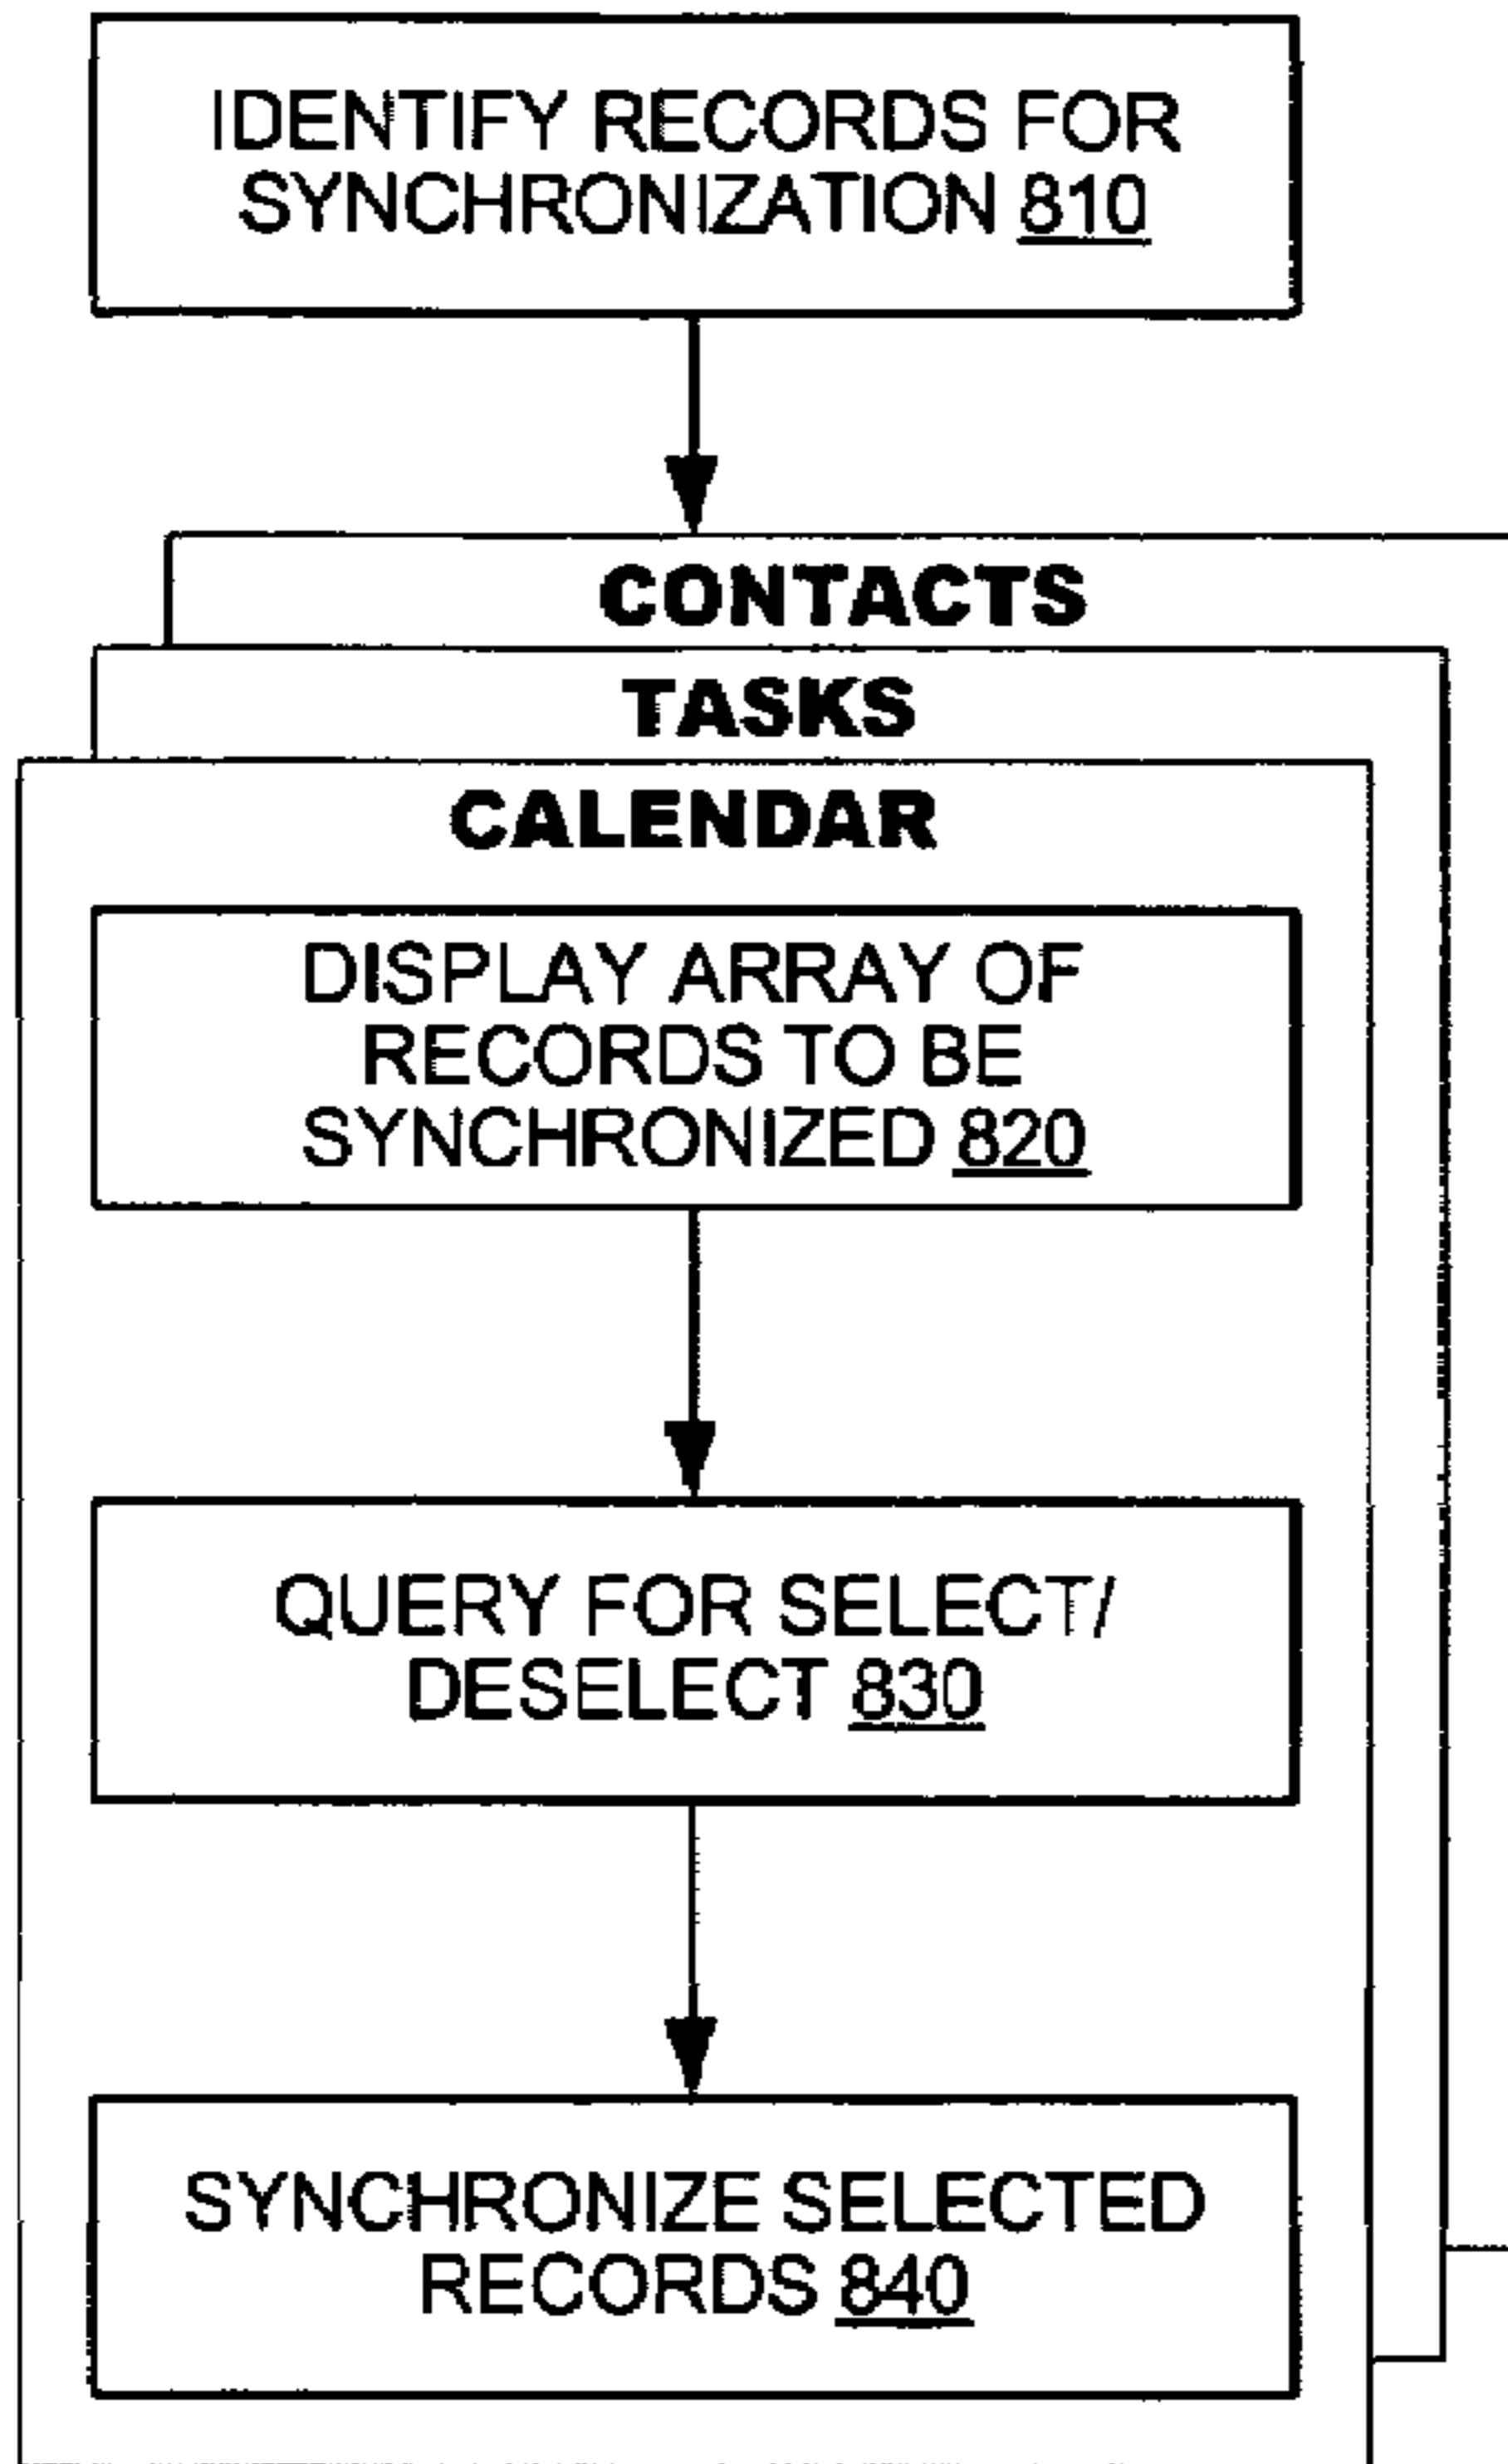 IDENTIFY RECORDS FOR
SYNCHRONIZATION 810
CONTACTS
TASKS
CALENDAR
DISPLAY ARRAY OF
RECORDS TO BE
SYNCHRONIZED 820
QUERY FOR SELECT/
DESELECT 830
SYNCHRONIZE SELECTED
RECORDS 840